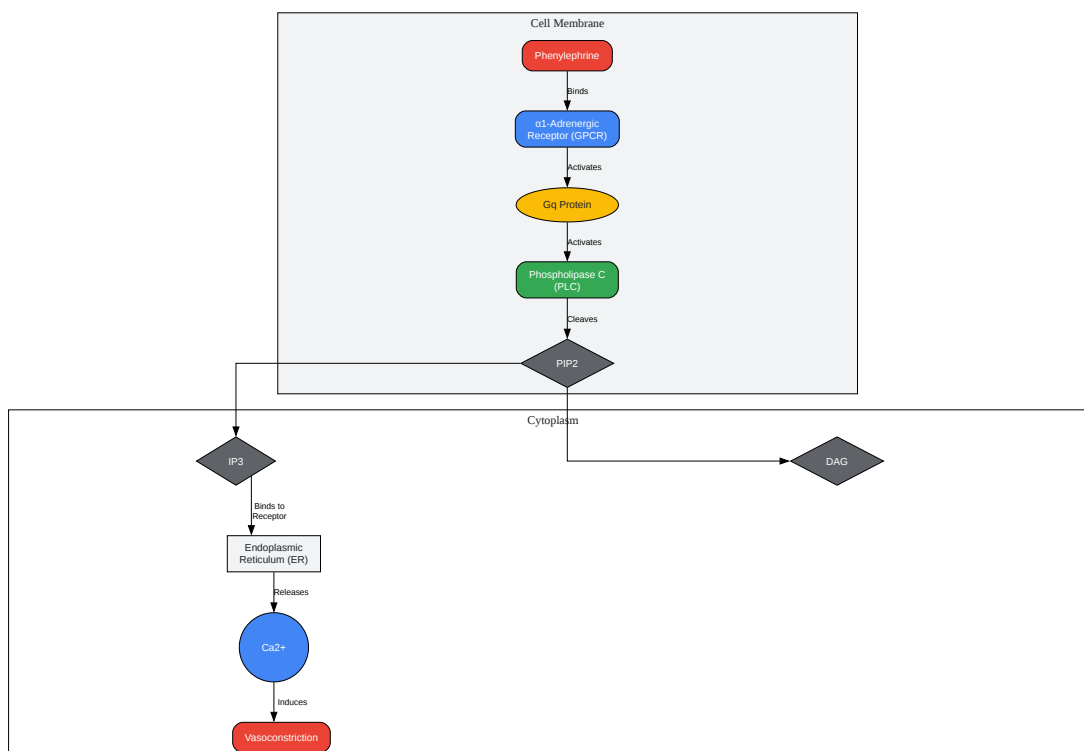 Cell Membrane
Phenylephrine
Binds
α1-Adrenergic
Receptor (GPCR)
Activates
Gq Protein
Activates
Phospholipase C
(PLC)
Cleaves
PIP2
Cytoplasm
IP3
DAG
Binds to
Receptor
Endoplasmic
Reticulum (ER)
Releases
Ca2+
Induces
Vasoconstriction